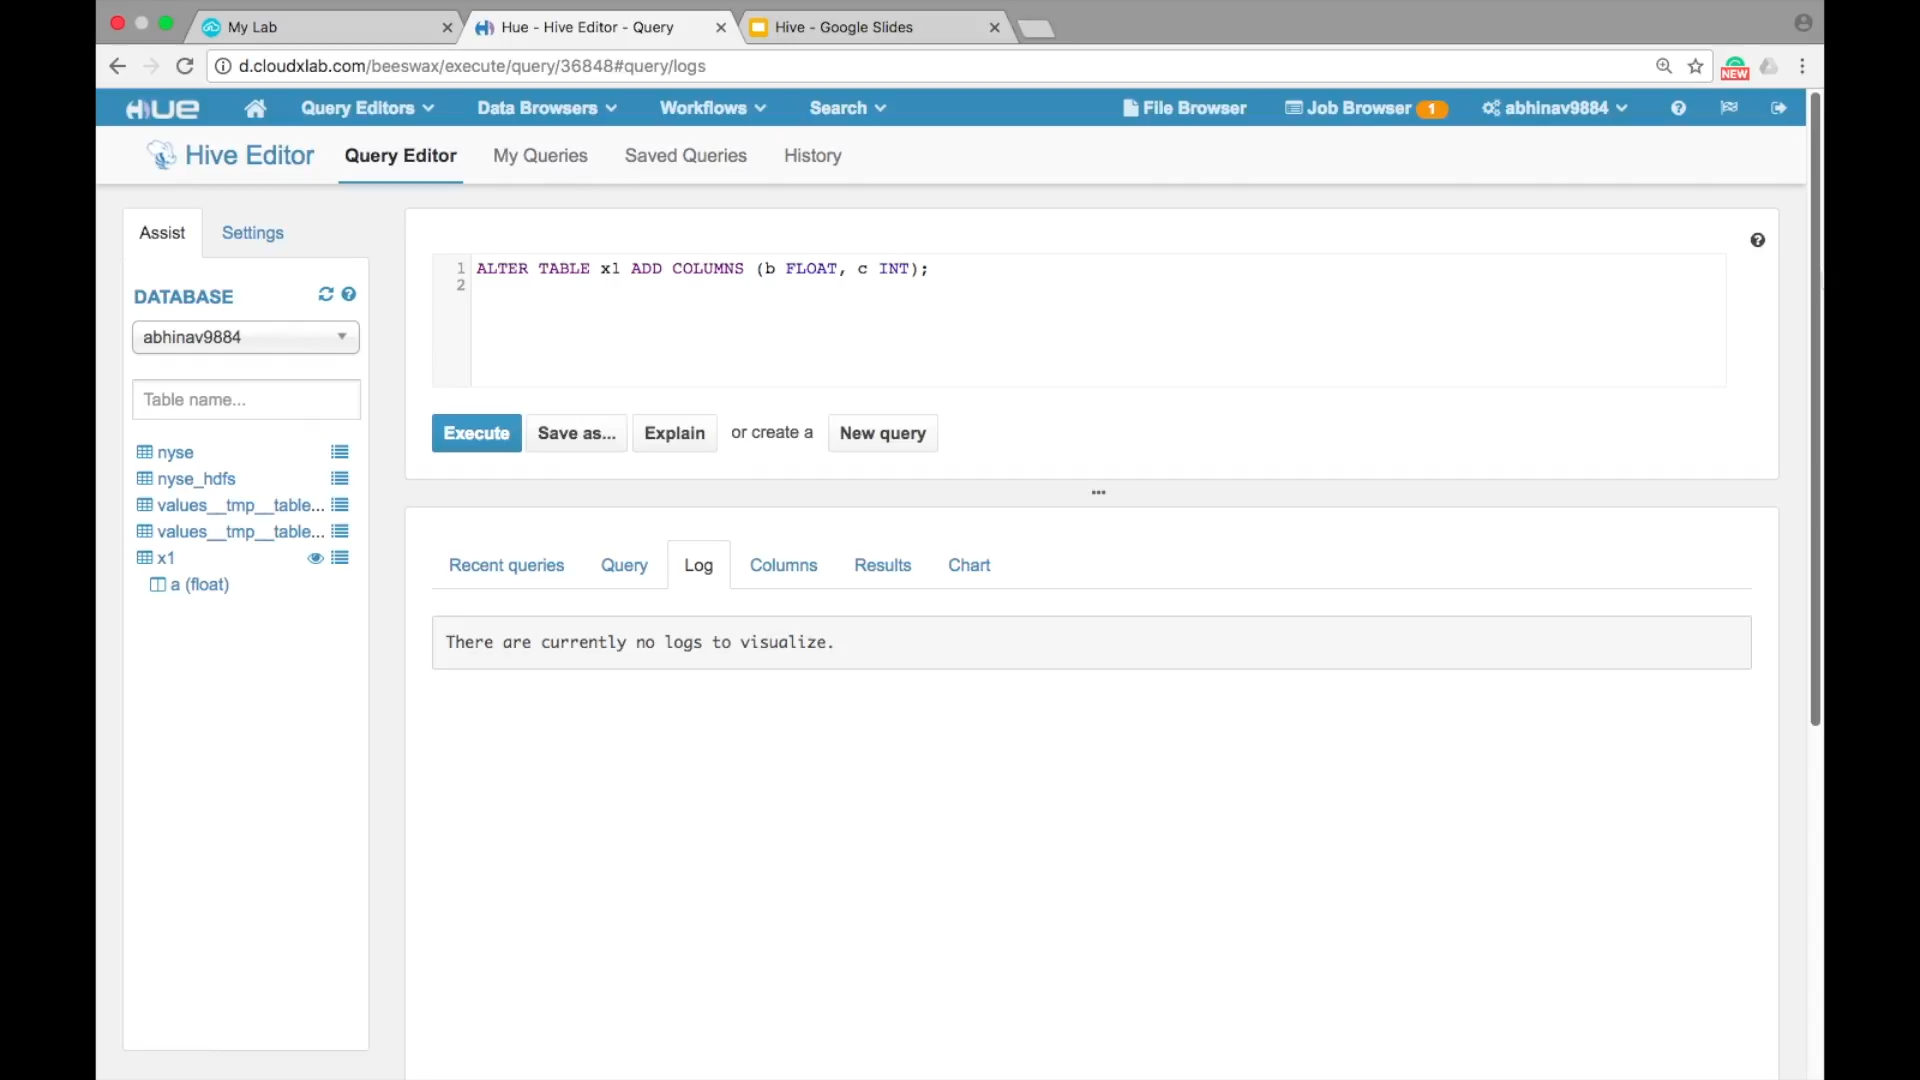 My Lab
Hue - Hive Editor - Query
Hive - Google Slides
d.cloudxlab.com/beeswax/execute/query/36848#query/logs
NEW
HUE
Query Editors
Data Browsers
Workflows
Search
File Browser
Job Browser 1
abhinav9884
Hive Editor
Query Editor
My Queries
Saved Queries
History
Assist
Settings
DATABASE
abhinav9884
Table name...
nyse
nyse_hdfs
values__tmp__table...
values__tmp__table...
x1
a (float)
1 ALTER TABLE x1 ADD COLUMNS (b FLOAT, c INT);
2
Execute
Save as...
Explain
or create a
New query
Recent queries
Query
Log
Columns
Results
Chart
There are currently no logs to visualize.